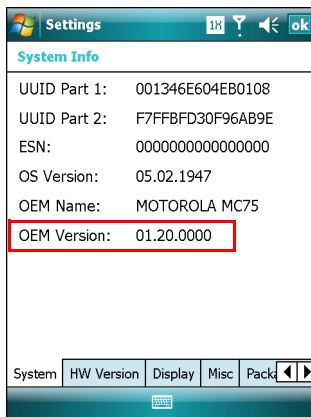 Settings 1X ok
System Info
UUID Part 1: 001346E604EB0108
UUID Part 2: F7FFBFD30F96AB9E
ESN: 0000000000000000
OS Version: 05.02.1947
OEM Name: MOTOROLA MC75
OEM Version: 01.20.0000
System HW Version Display Misc Packa